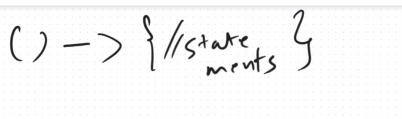 () -> {//state
ments }